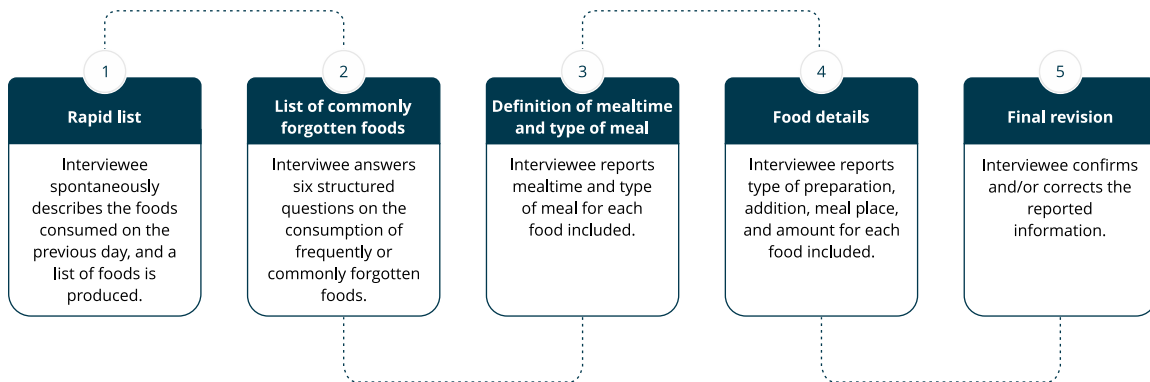 1
Rapid list
Interviewee
spontaneously
describes the foods
consumed on the
previous day, and a
list of foods is
produced.
2
List of commonly
forgotten foods
Interviwee answers
six structured
questions on the
consumption of
frequently or
commonly forgotten
foods.
3
Definition of mealtime
and type of meal
Interviewee reports
mealtime and type
of meal for each
food included.
4
Food details
Interviewee reports
type of preparation,
addition, meal place,
and amount for each
food included.
5
Final revision
Interviewee confirms
and/or corrects the
reported
information.